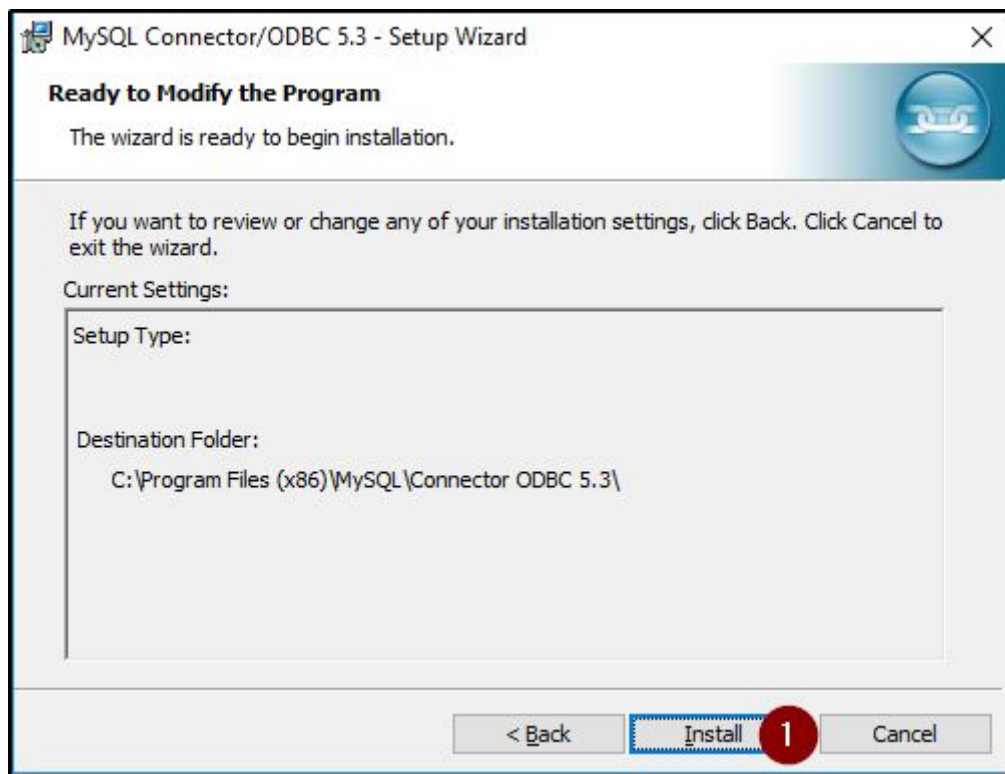 MySQL Connector/ODBC 5.3 - Setup Wizard
Ready to Modify the Program
The wizard is ready to begin installation.
If you want to review or change any of your installation settings, click Back. Click Cancel to
exit the wizard.
Current Settings:
Setup Type:
Destination Folder:
C:\Program Files (x86)\MySQL\Connector ODBC 5.3\
< Back Install 1 Cancel